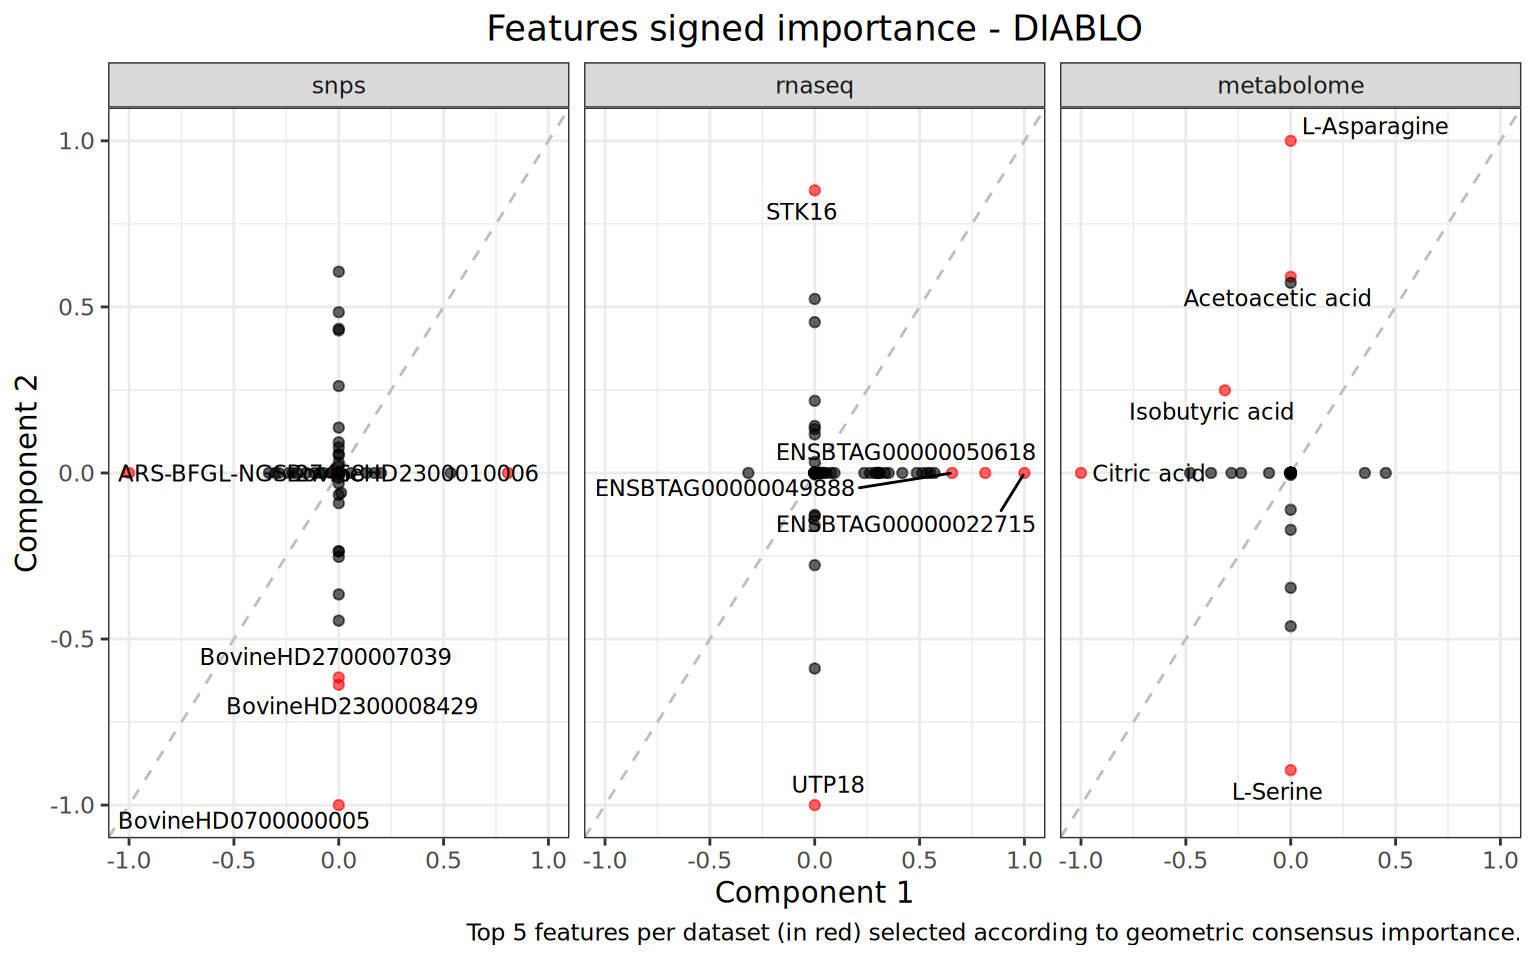 Features signed importance - DIABLO
snps
rnaseq
metabolome
Component 2
1.0
0.5
0.0
-0.5
-1.0
BovineHD2300010006
BovineHD2700007039
BovineHD2300008429
BovineHD0700000005
STK16
ENSBTAG00000050618
ENSBTAG00000049888
ENSBTAG00000022715
UTP18
L-Asparagine
Acetoacetic acid
Isobutyric acid
Citric acid
L-Serine
-1.0 -0.5 0.0 0.5 1.0
-1.0 -0.5 0.0 0.5 1.0
-1.0 -0.5 0.0 0.5 1.0
Component 1
Top 5 features per dataset (in red) selected according to geometric consensus importance.